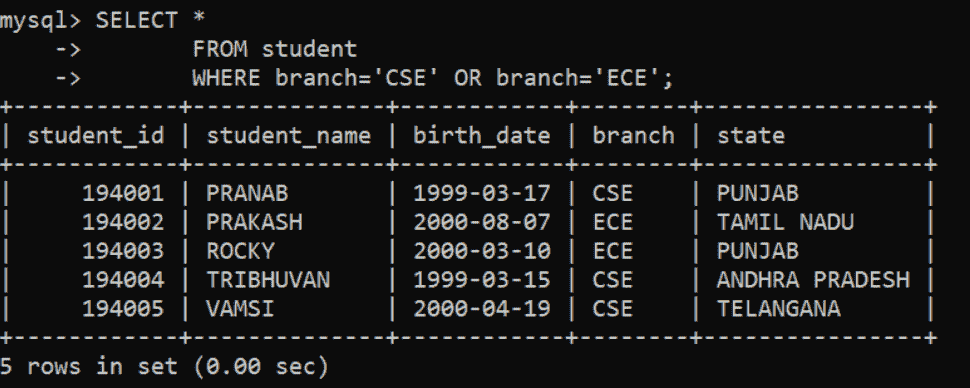 mysql> SELECT *
    ->        FROM student
    ->        WHERE branch='CSE' OR branch='ECE';
+------------+--------------+------------+--------+----------------+
| student_id | student_name | birth_date | branch | state          |
+------------+--------------+------------+--------+----------------+
|     194001 | PRANAB       | 1999-03-17 | CSE    | PUNJAB         |
|     194002 | PRAKASH      | 2000-08-07 | ECE    | TAMIL NADU     |
|     194003 | ROCKY        | 2000-03-10 | ECE    | PUNJAB         |
|     194004 | TRIBHUVAN    | 1999-03-15 | CSE    | ANDHRA PRADESH |
|     194005 | VAMSI        | 2000-04-19 | CSE    | TELANGANA      |
+------------+--------------+------------+--------+----------------+
5 rows in set (0.00 sec)